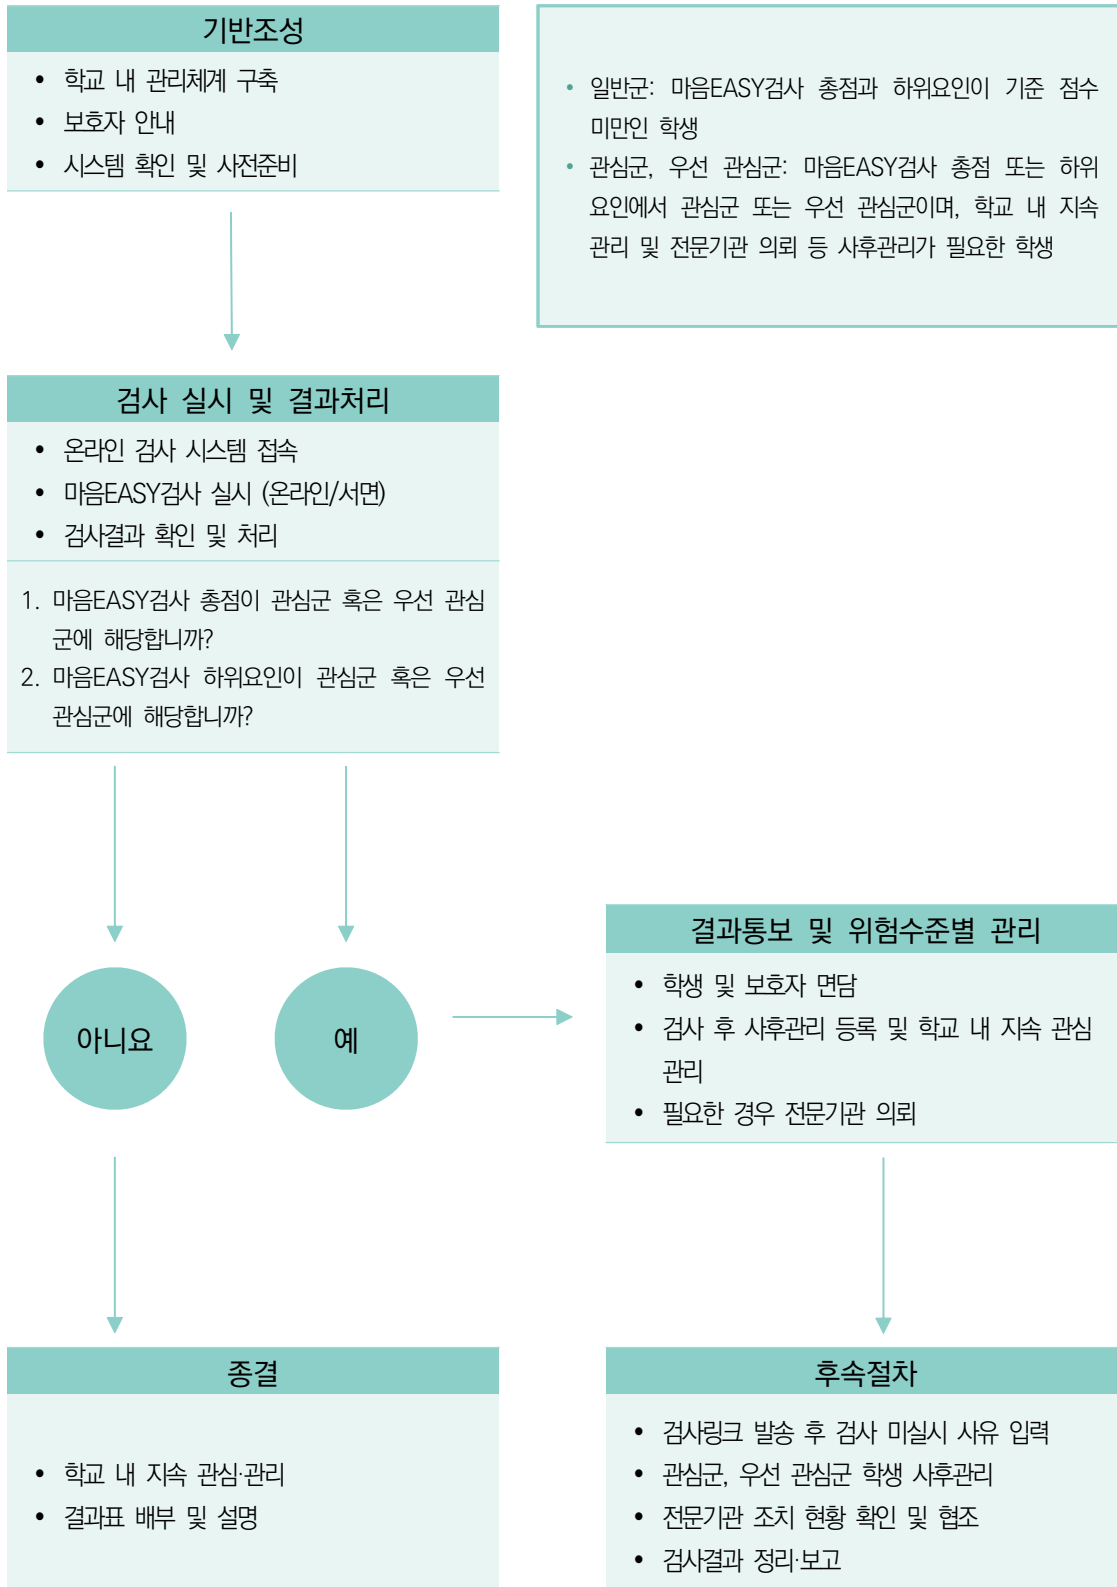 기반조성
• 학교 내 관리체계 구축
• 보호자 안내
• 시스템 확인 및 사전준비
• 일반군: 마음EASY검사 총점과 하위요인이 기준 점수
미만인 학생
• 관심군, 우선 관심군: 마음EASY검사 총점 또는 하위
요인에서 관심군 또는 우선 관심군이며, 학교 내 지속
관리 및 전문기관 의뢰 등 사후관리가 필요한 학생
검사 실시 및 결과처리
• 온라인 검사 시스템 접속
• 마음EASY검사 실시 (온라인/서면)
• 검사결과 확인 및 처리
1. 마음EASY검사 총점이 관심군 혹은 우선 관심
군에 해당합니까?
2. 마음EASY검사 하위요인이 관심군 혹은 우선
관심군에 해당합니까?
아니요
예
결과통보 및 위험수준별 관리
• 학생 및 보호자 면담
• 검사 후 사후관리 등록 및 학교 내 지속 관심
관리
• 필요한 경우 전문기관 의뢰
종결
• 학교 내 지속 관심·관리
• 결과표 배부 및 설명
후속절차
• 검사링크 발송 후 검사 미실시 사유 입력
• 관심군, 우선 관심군 학생 사후관리
• 전문기관 조치 현황 확인 및 협조
• 검사결과 정리·보고